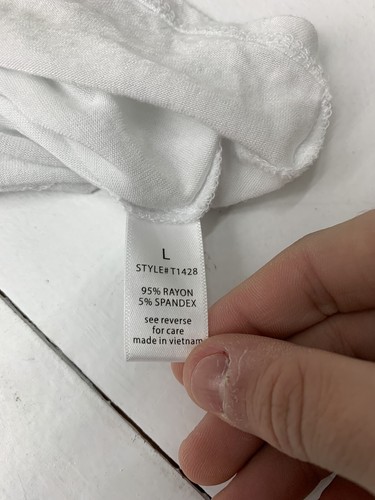 L
STYLE# T1428
95% RAYON
5% SPANDEX
see reverse
for care
made in vietnam